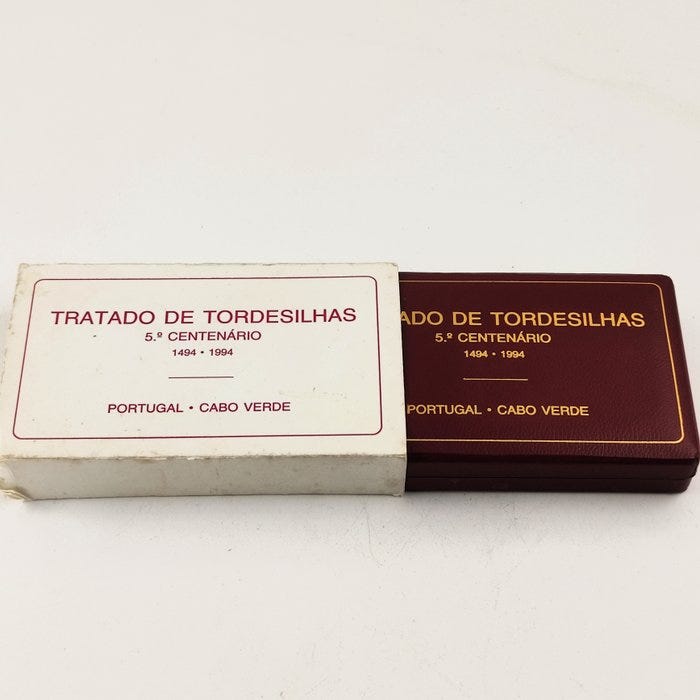 TRATADO DE TORDESILHAS
5.º CENTENÁRIO
1494 • 1994
PORTUGAL • CABO VERDE
ADO DE TORDESILHAS
5.º CENTENÁRIO
1494 • 1994
PORTUGAL • CABO VERDE